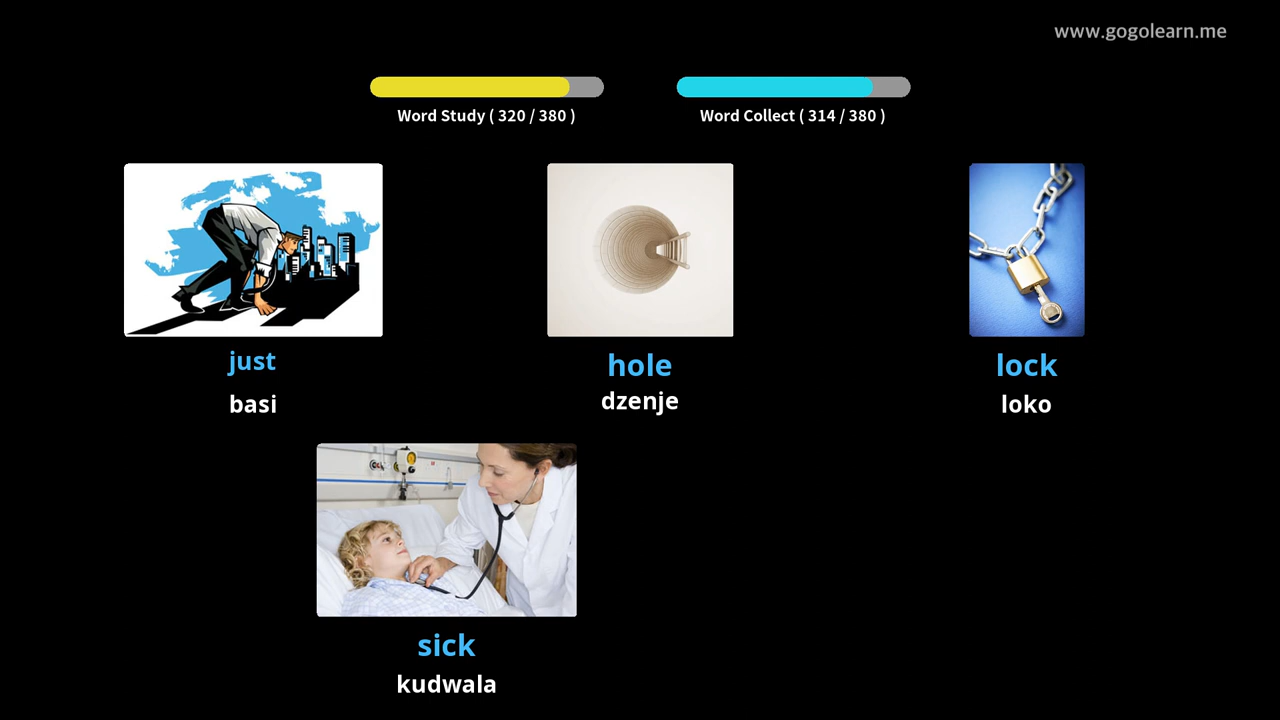 www.gogolearn.me
Word Study ( 320 / 380 )
Word Collect ( 314 / 380 )
just
basi
hole
dzenje
lock
loko
sick
kudwala